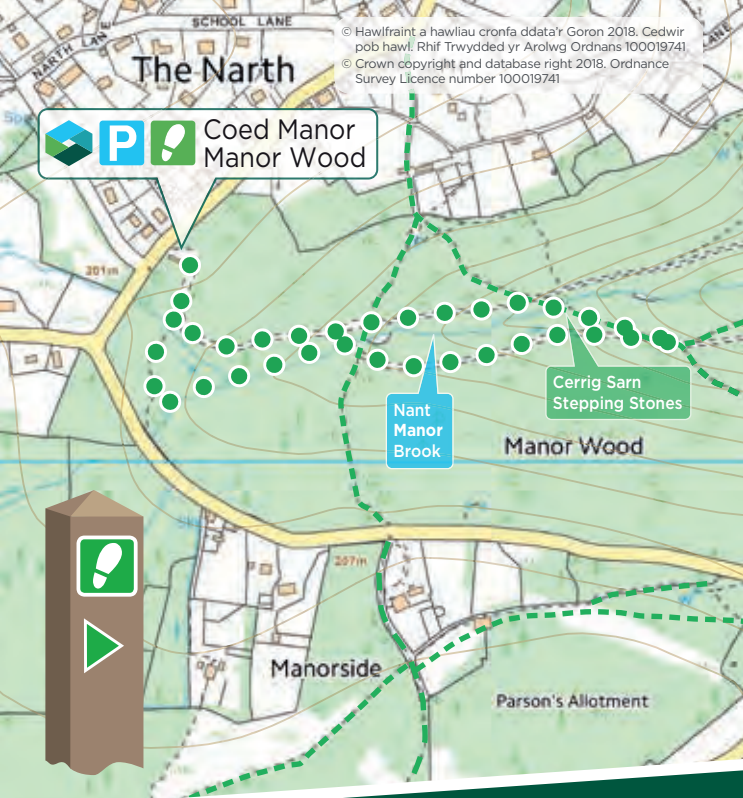 SCHOOL LANE
© Hawlfraint a hawliau cronfa ddata'r Goron 2018. Cedwir
pob hawl. Rhif Trwydded yr Arolwg Ordnans 100019741
© Crown copyright and database right 2018. Ordnance
Survey Licence number 100019741
NORTH LANE
The Narth
P
Coed Manor
Manor Wood
201m
Cerrig Sarn
Stepping Stones
Nant
Manor
Brook
Manor Wood
207m
W
Manorside
Parson's Allotment